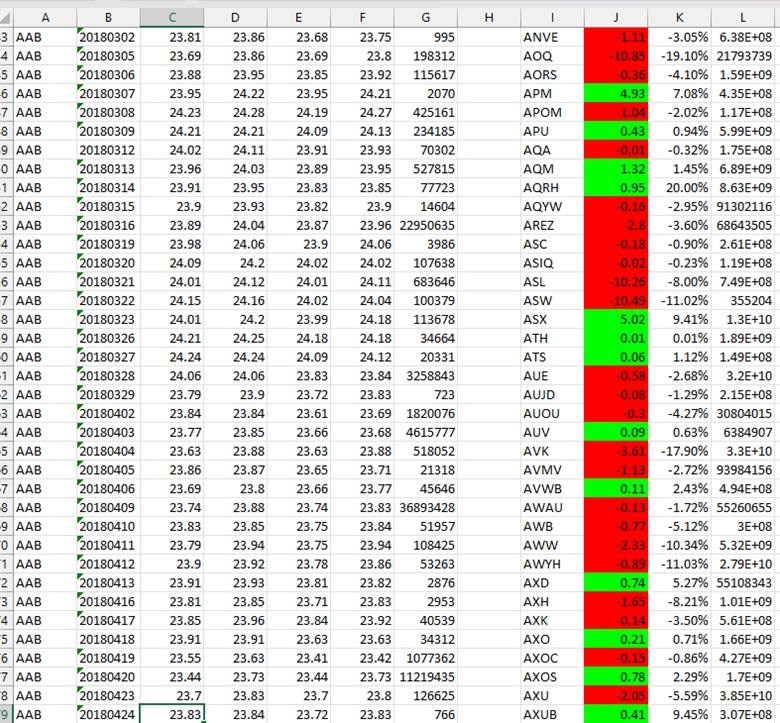 A B C D E F G H I J K L
3 AAB 20180302 23.81 23.86 23.68 23.75 995 ANVE -1.11 -3.05% 6.38E+08
4 AAB 20180305 23.69 23.86 23.69 23.8 198312 AOQ -10.85 -19.10% 21793739
5 AAB 20180306 23.88 23.95 23.85 23.92 115617 AORS -0.36 -4.10% 1.59E+09
6 AAB 20180307 23.95 24.22 23.95 24.21 2070 APM 4.93 7.08% 4.35E+08
7 AAB 20180308 24.23 24.28 24.19 24.27 425161 APOM -1.04 -2.02% 1.17E+08
8 AAB 20180309 24.21 24.21 24.09 24.13 234185 APU 0.43 0.94% 5.99E+09
9 AAB 20180312 24.02 24.11 23.91 23.93 70302 AQA -0.01 -0.32% 1.75E+08
0 AAB 20180313 23.96 24.03 23.89 23.95 527815 AQM 1.32 1.45% 6.89E+09
1 AAB 20180314 23.91 23.95 23.83 23.85 77723 AQRH 0.95 20.00% 8.63E+09
2 AAB 20180315 23.9 23.93 23.82 23.9 14604 AQYW -0.16 -2.95% 91302116
3 AAB 20180316 23.89 24.04 23.87 23.96 22950635 AREZ -2.8 -3.60% 68643505
4 AAB 20180319 23.98 24.06 23.9 24.06 3986 ASC -0.18 -0.90% 2.61E+08
5 AAB 20180320 24.09 24.2 24.02 24.02 107638 ASIQ -0.02 -0.23% 1.19E+08
6 AAB 20180321 24.01 24.12 24.01 24.11 683646 ASL -10.26 -8.00% 7.49E+08
7 AAB 20180322 24.15 24.16 24.02 24.04 100379 ASW -10.49 -11.02% 355204
8 AAB 20180323 24.01 24.2 23.99 24.18 113678 ASX 5.02 9.41% 1.3E+10
9 AAB 20180326 24.21 24.25 24.18 24.18 34664 ATH 0.01 0.01% 1.89E+09
0 AAB 20180327 24.24 24.24 24.09 24.12 20331 ATS 0.06 1.12% 1.49E+08
1 AAB 20180328 24.06 24.06 23.83 23.84 3258843 AUE -0.58 -2.68% 3.2E+10
2 AAB 20180329 23.79 23.9 23.72 23.83 723 AUJD -0.08 -1.29% 2.15E+08
3 AAB 20180402 23.84 23.84 23.61 23.69 1820076 AUOU -0.3 -4.27% 30804015
4 AAB 20180403 23.77 23.85 23.66 23.68 4615777 AUV 0.09 0.63% 6384907
5 AAB 20180404 23.63 23.88 23.63 23.88 518052 AVK -3.61 -17.90% 3.3E+10
6 AAB 20180405 23.86 23.87 23.65 23.71 21318 AVMV -1.13 -2.72% 93984156
7 AAB 20180406 23.69 23.8 23.66 23.77 45646 AVWB 0.11 2.43% 4.94E+08
8 AAB 20180409 23.74 23.88 23.74 23.83 36893428 AWAU -0.13 -1.72% 55260655
9 AAB 20180410 23.83 23.85 23.75 23.84 51957 AWB -0.77 -5.12% 3E+08
0 AAB 20180411 23.79 23.94 23.75 23.94 108425 AWW -2.33 -10.34% 5.32E+09
1 AAB 20180412 23.9 23.92 23.78 23.86 53263 AWYH -0.89 -11.03% 2.79E+10
2 AAB 20180413 23.91 23.93 23.81 23.82 2876 AXD 0.74 5.27% 55108343
3 AAB 20180416 23.81 23.85 23.71 23.83 2953 AXH -1.65 -8.21% 1.01E+09
4 AAB 20180417 23.85 23.96 23.84 23.92 40539 AXK -0.14 -3.50% 5.61E+08
5 AAB 20180418 23.91 23.91 23.63 23.63 34312 AXO 0.21 0.71% 1.66E+09
6 AAB 20180419 23.55 23.63 23.41 23.42 1077362 AXOC -0.15 -0.86% 4.27E+09
7 AAB 20180420 23.44 23.73 23.44 23.73 11219435 AXOS 0.78 2.29% 1.7E+09
8 AAB 20180423 23.7 23.83 23.7 23.8 126625 AXU -2.05 -5.59% 3.85E+10
9 AAB 20180424 23.83 23.84 23.72 23.83 766 AXUB 0.41 9.45% 3.07E+08